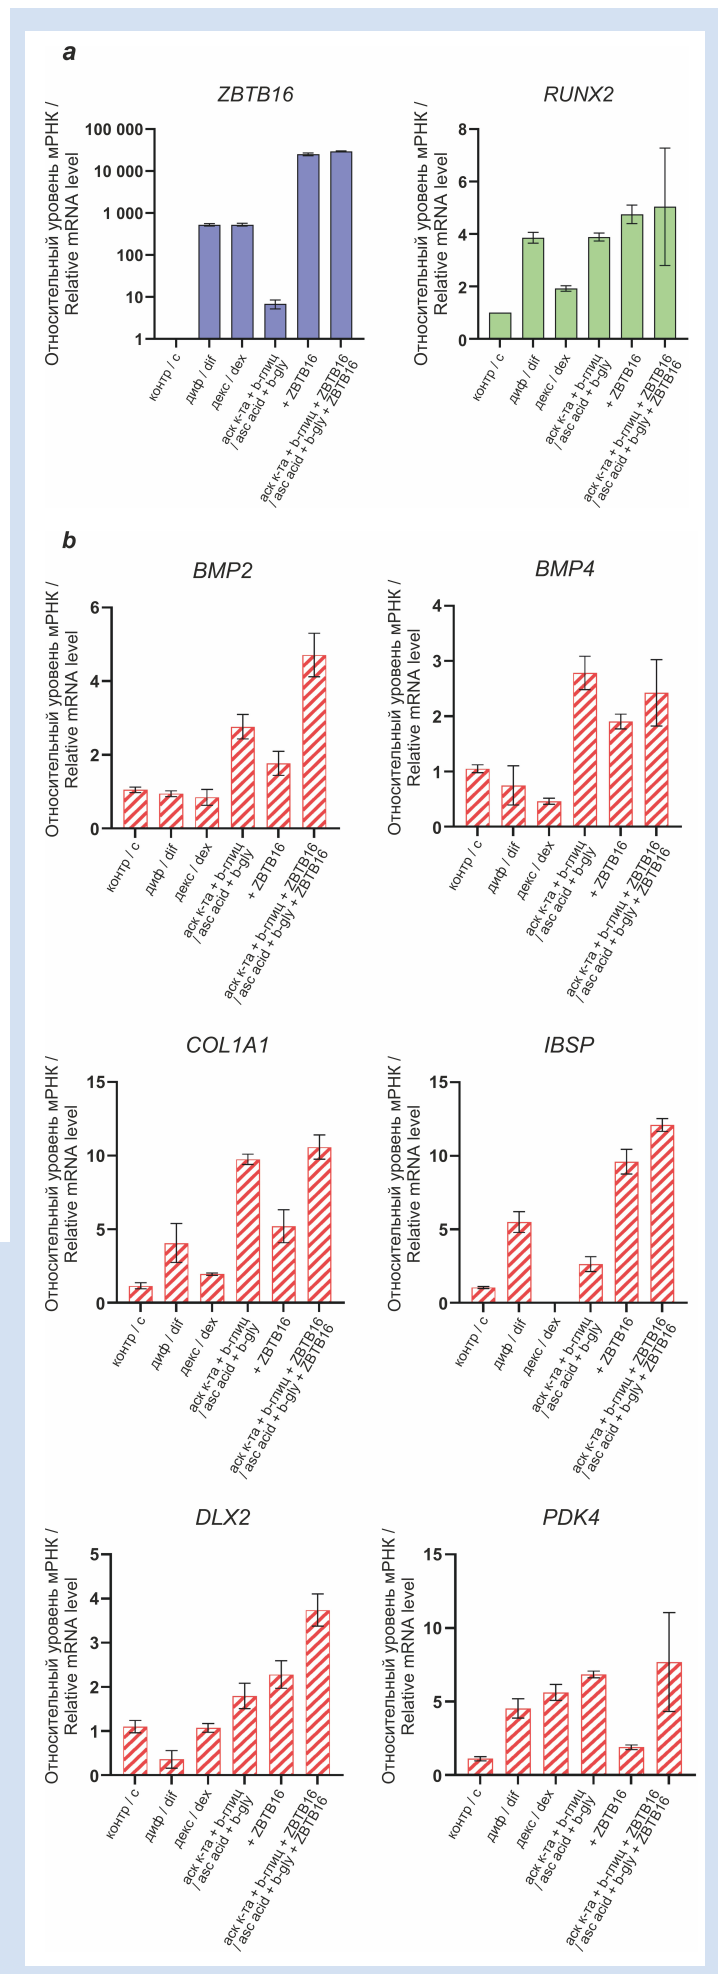 a
ZBTB16
Относительный уровень мРНК /
Relative mRNA level
100 000
10 000
1 000
100
10
1
контр / c
диф / dif
декс / dex
аск к-та + b-глиц
/ asc acid + b-gly
+ ZBTB16
аск к-та + b-глиц + ZBTB16
/ asc acid + b-gly + ZBTB16
RUNX2
Относительный уровень мРНК /
Relative mRNA level
8
6
4
2
0
контр / c
диф / dif
декс / dex
аск к-та + b-глиц
/ asc acid + b-gly
+ ZBTB16
аск к-та + b-глиц + ZBTB16
/ asc acid + b-gly + ZBTB16
b
BMP2
Относительный уровень мРНК /
Relative mRNA level
6
4
2
0
контр / c
диф / dif
декс / dex
аск к-та + b-глиц
/ asc acid + b-gly
+ ZBTB16
аск к-та + b-глиц + ZBTB16
/ asc acid + b-gly + ZBTB16
BMP4
Относительный уровень мРНК /
Relative mRNA level
4
3
2
1
0
контр / c
диф / dif
декс / dex
аск к-та + b-глиц
/ asc acid + b-gly
+ ZBTB16
аск к-та + b-глиц + ZBTB16
/ asc acid + b-gly + ZBTB16
COL1A1
Относительный уровень мРНК /
Relative mRNA level
15
10
5
0
контр / c
диф / dif
декс / dex
аск к-та + b-глиц
/ asc acid + b-gly
+ ZBTB16
аск к-та + b-глиц + ZBTB16
/ asc acid + b-gly + ZBTB16
IBSP
Относительный уровень мРНК /
Relative mRNA level
15
10
5
0
контр / c
диф / dif
декс / dex
аск к-та + b-глиц
/ asc acid + b-gly
+ ZBTB16
аск к-та + b-глиц + ZBTB16
/ asc acid + b-gly + ZBTB16
DLX2
Относительный уровень мРНК /
Relative mRNA level
5
4
3
2
1
0
контр / c
диф / dif
декс / dex
аск к-та + b-глиц
/ asc acid + b-gly
+ ZBTB16
аск к-та + b-глиц + ZBTB16
/ asc acid + b-gly + ZBTB16
PDK4
Относительный уровень мРНК /
Relative mRNA level
15
10
5
0
контр / c
диф / dif
декс / dex
аск к-та + b-глиц
/ asc acid + b-gly
+ ZBTB16
аск к-та + b-глиц + ZBTB16
/ asc acid + b-gly + ZBTB16